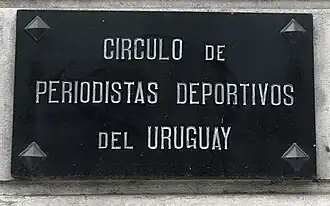 CIRCULO DE
PERIODISTAS DEPORTIVOS
DEL URUGUAY